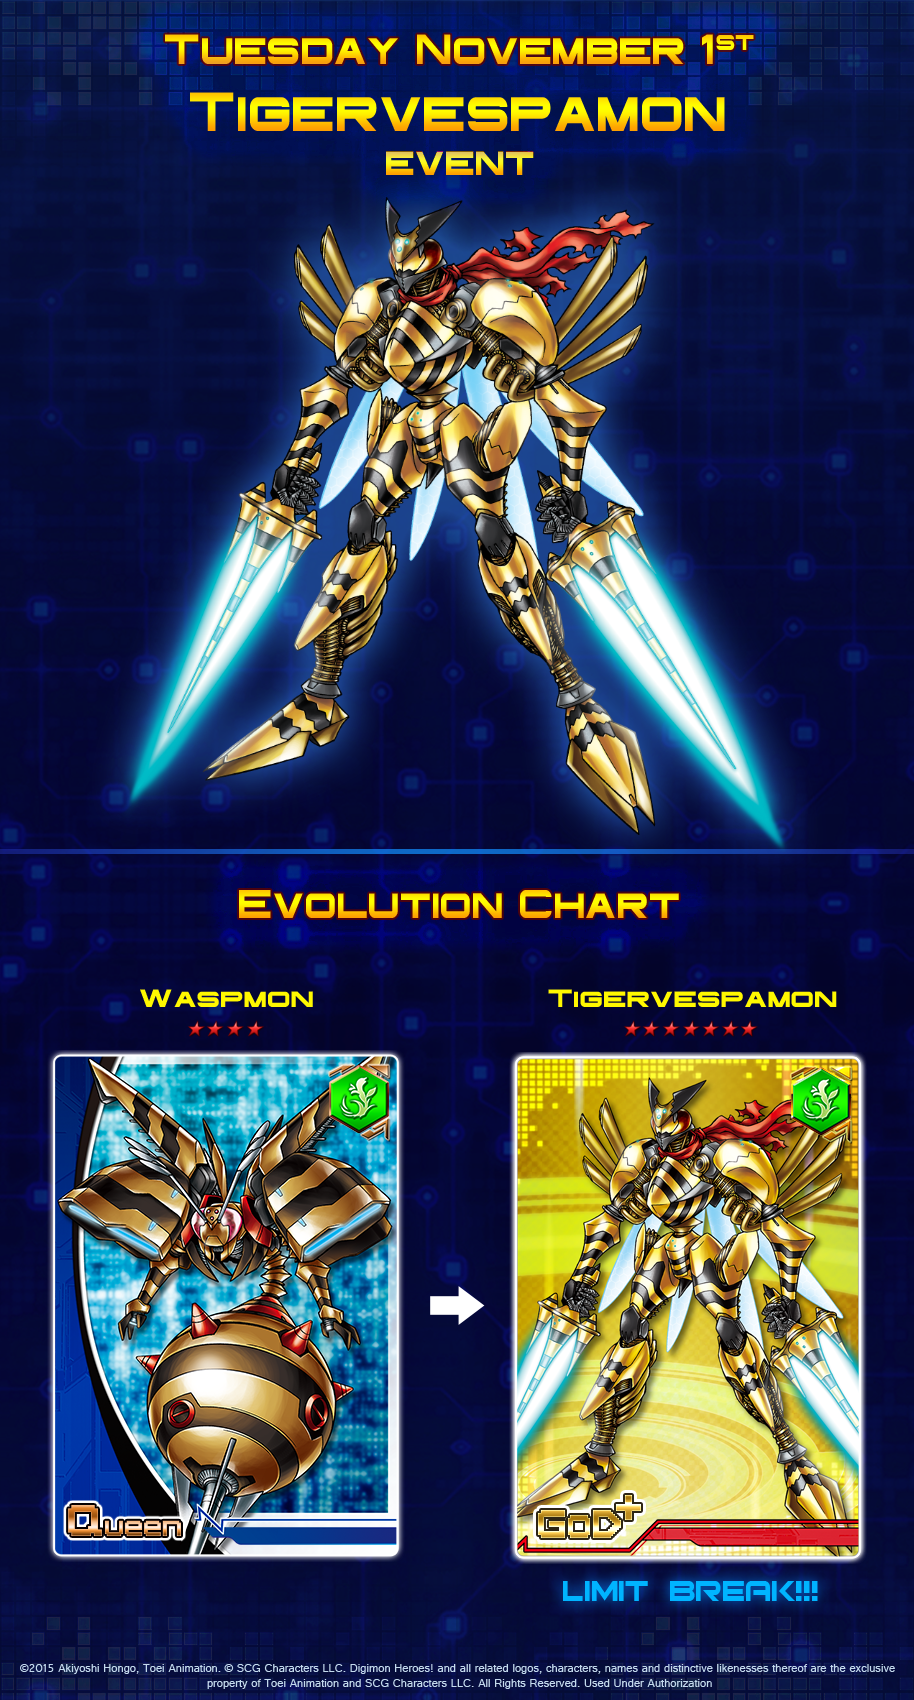 Tuesday November 1st
Tigervespamon
Event
Evolution Chart
Waspmon
Tigervespamon
Queen
N
God+
LIMIT BREAK!!!
©2015 Akiyoshi Hongo, Toei Animation. © SCG Characters LLC. Digimon Heroes! and all related logos, characters, names and distinctive likenesses thereof are the exclusive
property of Toei Animation and SCG Characters LLC. All Rights Reserved. Used Under Authorization